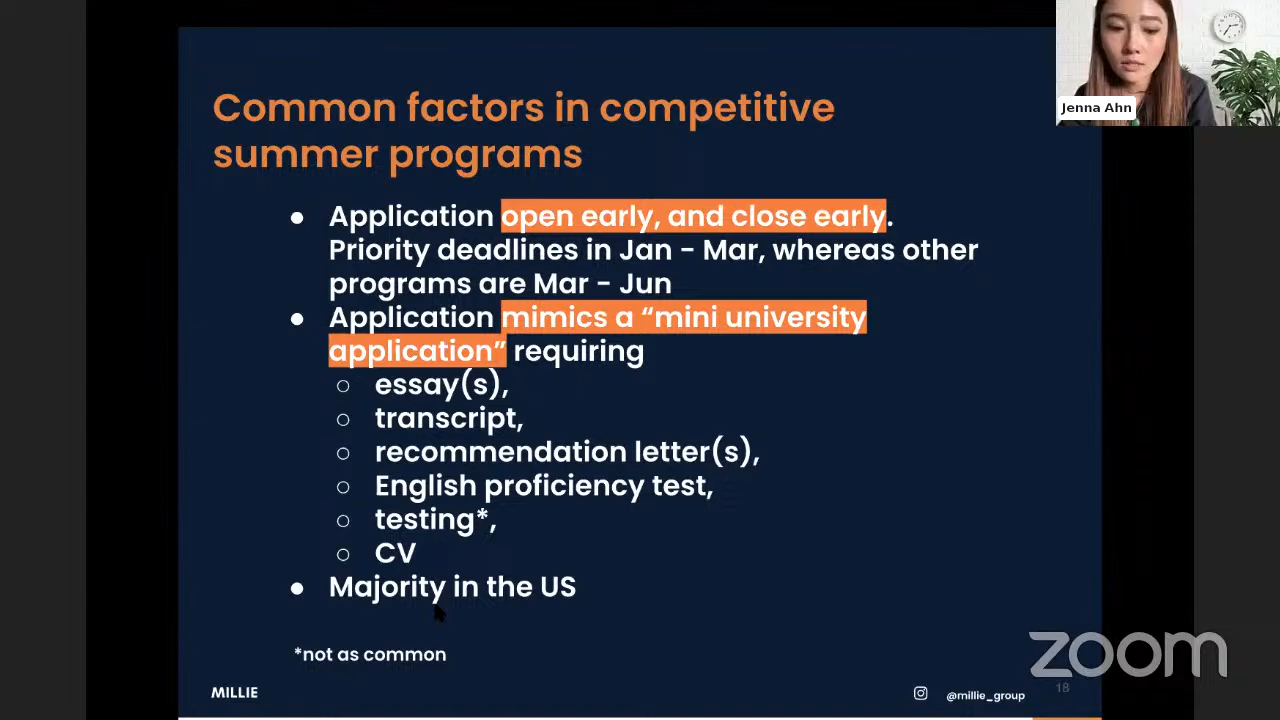 Jenna Ahn
Common factors in competitive
summer programs
● Application open early, and close early.
Priority deadlines in Jan - Mar, whereas other
programs are Mar - Jun
● Application mimics a “mini university
application” requiring
○ essay(s),
○ transcript,
○ recommendation letter(s),
○ English proficiency test,
○ testing*,
○ CV
● Majority in the US
*not as common
zoom
MILLIE
@millie_group
18